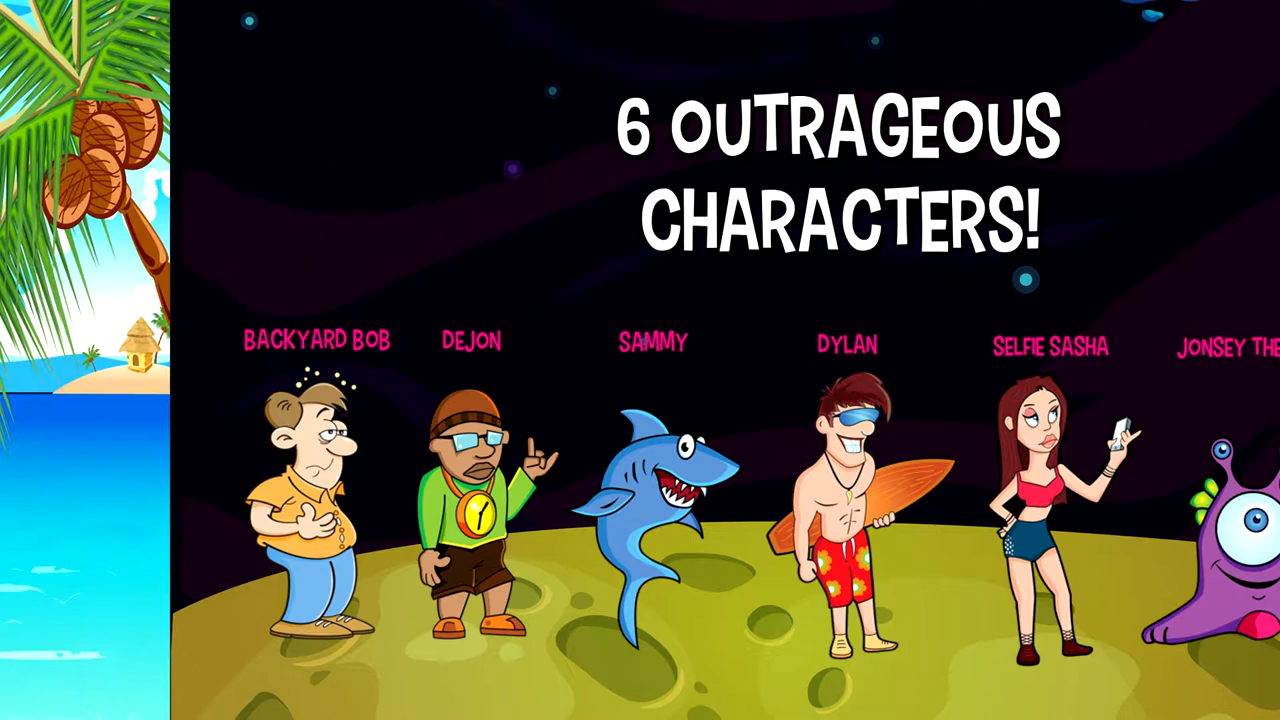 6 OUTRAGEOUS
CHARACTERS!
BACKYARD BOB
DEJON
SAMMY
DYLAN
SELFIE SASHA
JONSEY THE